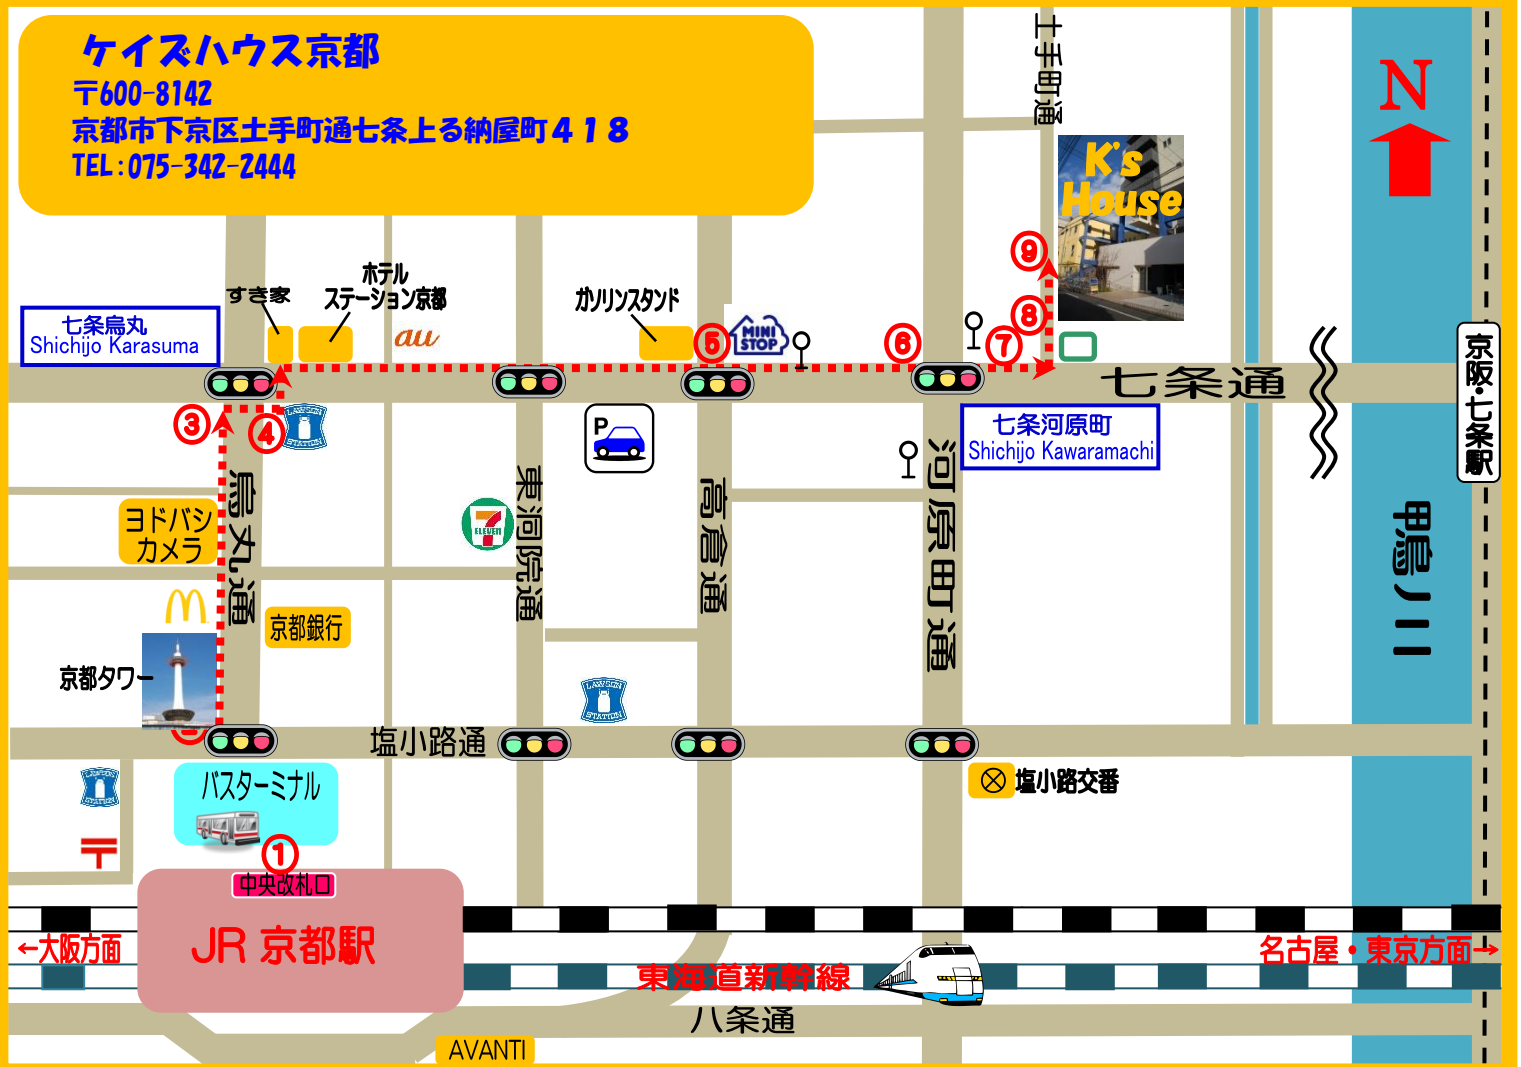 ケイズハウス京都
〒600-8142
京都市下京区土手町通七条上る納屋町418
TEL:075-342-2444
土手町通
N
K's
House
⑨
⑧
ホテル
ステーション京都
すき家
ガソリンスタンド
七条烏丸
Shichijo Karasuma
au
⑤
MINI
STOP
⑥
⑦
七条通
京阪・七条駅
③
④
LAWSON
STATION
P
七条河原町
Shichijo Kawaramachi
烏丸通
東洞院通
高倉通
河原町通
鴨ノ川
ヨドバシ
カメラ
7
ELEVEN
京都銀行
京都タワー
LAWSON
STATION
塩小路通
バスターミナル
塩小路交番
LAWSON
STATION
〒
①
中央改札口
JR 京都駅
←大阪方面
名古屋・東京方面→
東海道新幹線
八条通
AVANTI